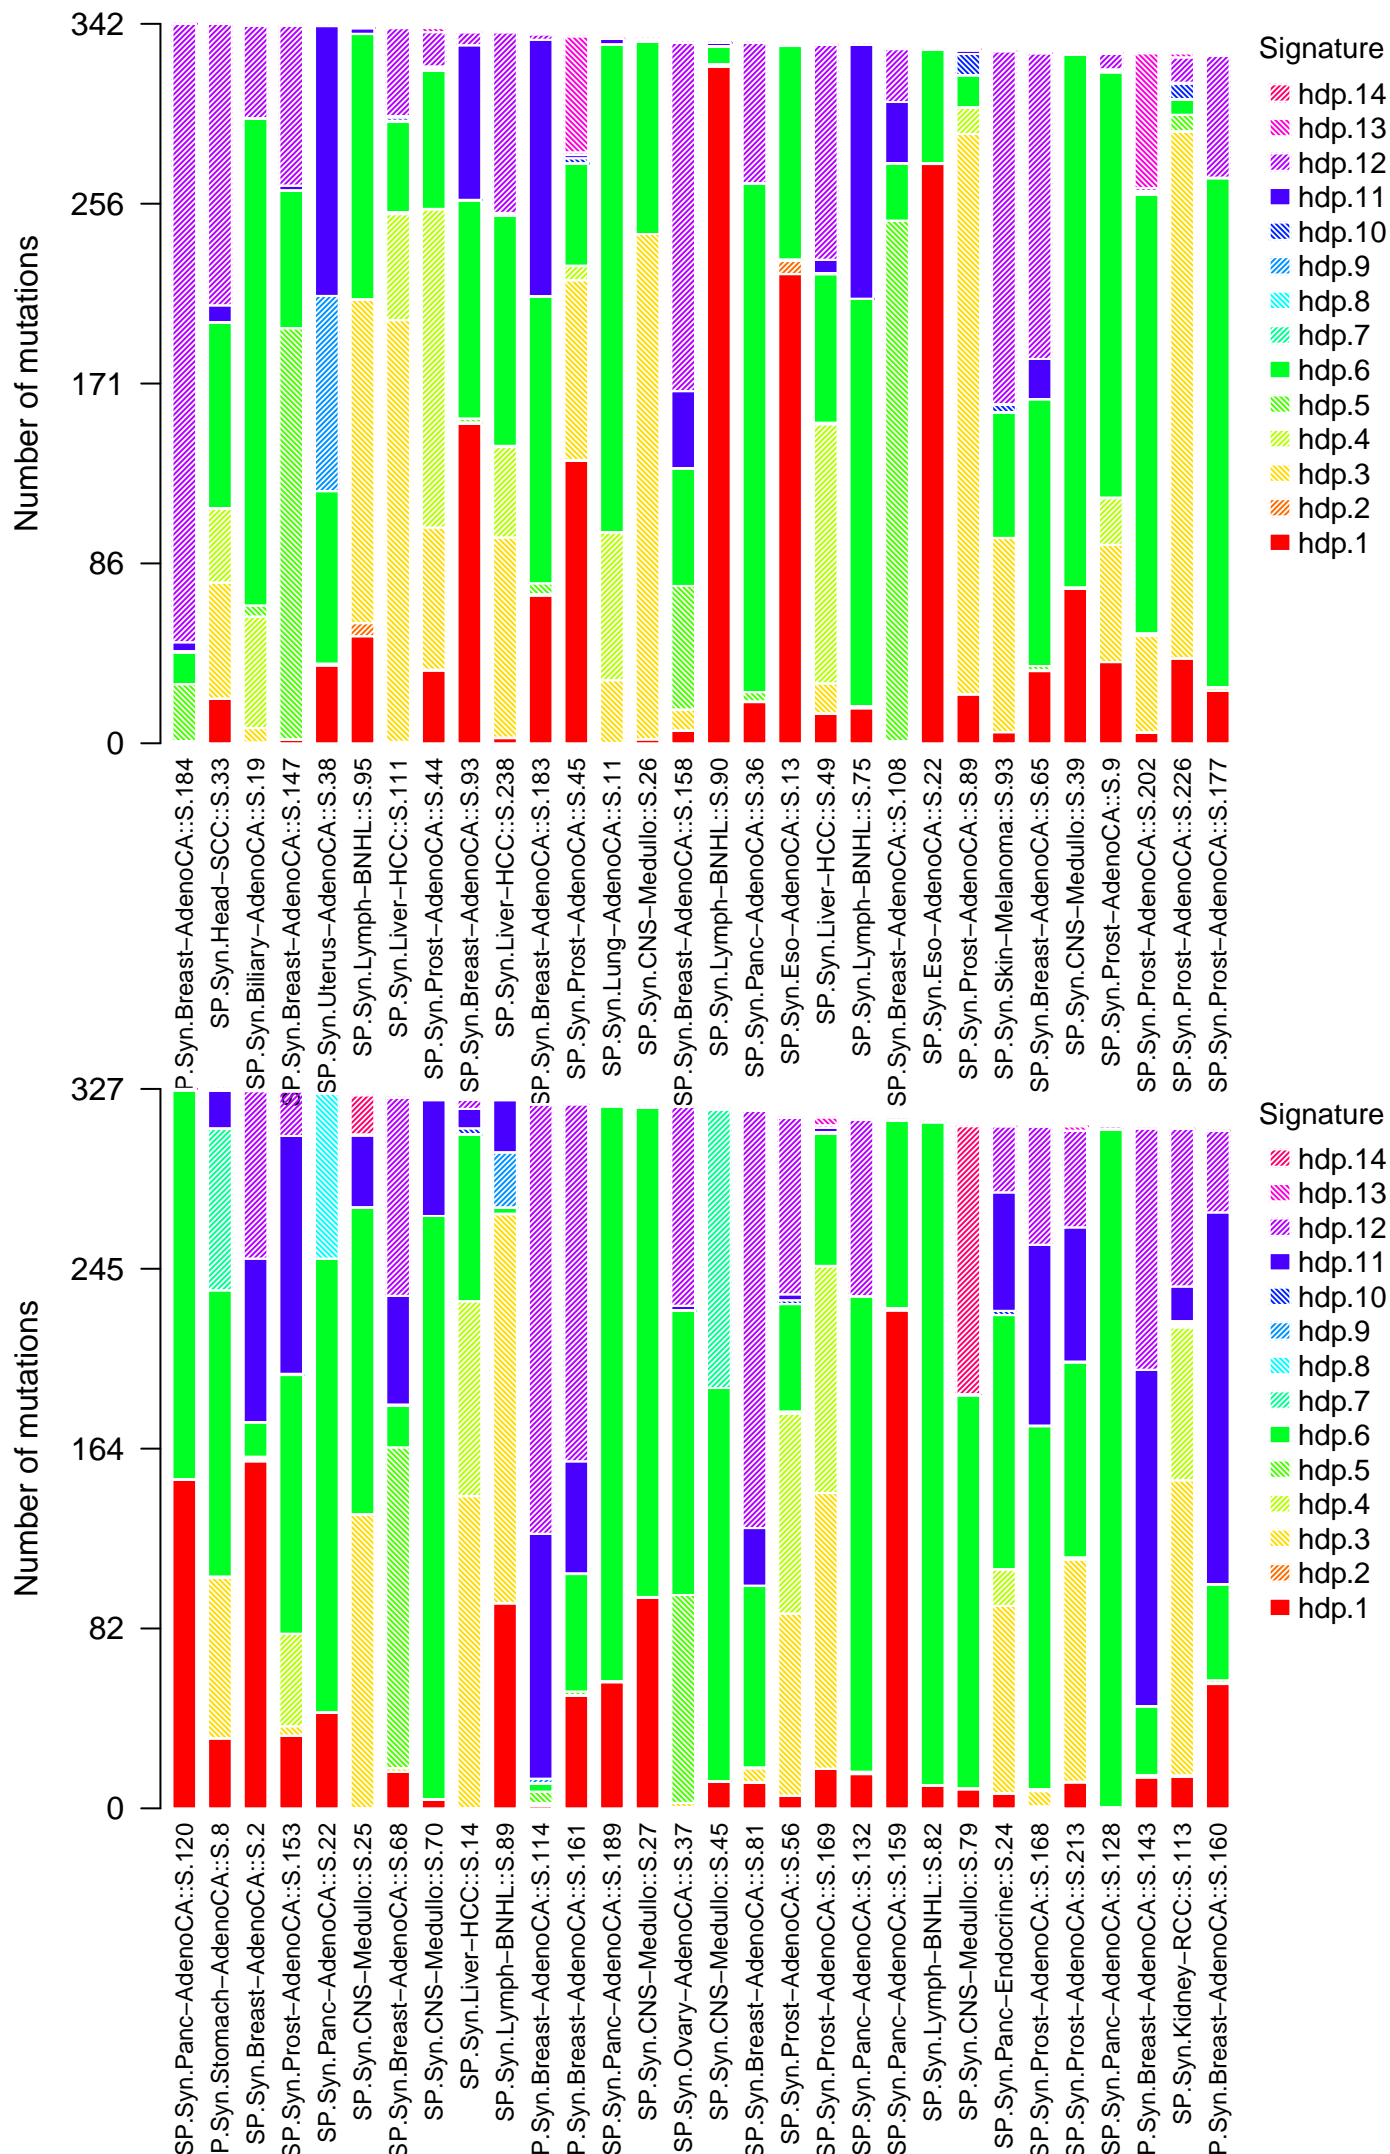 Number of mutations
342
256
171
86
0
Signature
hdp.14
hdp.13
hdp.12
hdp.11
hdp.10
hdp.9
hdp.8
hdp.7
hdp.6
hdp.5
hdp.4
hdp.3
hdp.2
hdp.1
P.Syn.Breast−AdenoCA::S.184
SP.Syn.Head−SCC::S.33
SP.Syn.Biliary−AdenoCA::S.19
SP.Syn.Breast−AdenoCA::S.147
SP.Syn.Uterus−AdenoCA::S.38
SP.Syn.Lymph−BNHL::S.95
SP.Syn.Liver−HCC::S.111
SP.Syn.Prost−AdenoCA::S.44
SP.Syn.Breast−AdenoCA::S.93
SP.Syn.Liver−HCC::S.238
SP.Syn.Breast−AdenoCA::S.183
SP.Syn.Prost−AdenoCA::S.45
SP.Syn.Lung−AdenoCA::S.11
SP.Syn.CNS−Medullo::S.26
SP.Syn.Breast−AdenoCA::S.158
SP.Syn.Lymph−BNHL::S.90
SP.Syn.Panc−AdenoCA::S.36
SP.Syn.Eso−AdenoCA::S.13
SP.Syn.Liver−HCC::S.49
SP.Syn.Lymph−BNHL::S.75
SP.Syn.Breast−AdenoCA::S.108
SP.Syn.Eso−AdenoCA::S.22
SP.Syn.Prost−AdenoCA::S.89
SP.Syn.Skin−Melanoma::S.93
SP.Syn.Breast−AdenoCA::S.65
SP.Syn.CNS−Medullo::S.39
SP.Syn.Prost−AdenoCA::S.9
SP.Syn.Prost−AdenoCA::S.202
SP.Syn.Prost−AdenoCA::S.226
SP.Syn.Prost−AdenoCA::S.177
Number of mutations
327
245
164
82
0
Signature
hdp.14
hdp.13
hdp.12
hdp.11
hdp.10
hdp.9
hdp.8
hdp.7
hdp.6
hdp.5
hdp.4
hdp.3
hdp.2
hdp.1
SP.Syn.Panc−AdenoCA::S.120
P.Syn.Stomach−AdenoCA::S.8
SP.Syn.Breast−AdenoCA::S.2
SP.Syn.Prost−AdenoCA::S.153
SP.Syn.Panc−AdenoCA::S.22
SP.Syn.CNS−Medullo::S.25
SP.Syn.Breast−AdenoCA::S.68
SP.Syn.CNS−Medullo::S.70
SP.Syn.Liver−HCC::S.14
SP.Syn.Lymph−BNHL::S.89
P.Syn.Breast−AdenoCA::S.114
SP.Syn.Breast−AdenoCA::S.161
SP.Syn.Panc−AdenoCA::S.189
SP.Syn.CNS−Medullo::S.27
SP.Syn.Ovary−AdenoCA::S.37
SP.Syn.CNS−Medullo::S.45
SP.Syn.Breast−AdenoCA::S.81
SP.Syn.Prost−AdenoCA::S.56
SP.Syn.Prost−AdenoCA::S.169
SP.Syn.Panc−AdenoCA::S.132
SP.Syn.Panc−AdenoCA::S.159
SP.Syn.Lymph−BNHL::S.82
SP.Syn.CNS−Medullo::S.79
SP.Syn.Panc−Endocrine::S.24
SP.Syn.Prost−AdenoCA::S.168
SP.Syn.Prost−AdenoCA::S.213
SP.Syn.Panc−AdenoCA::S.128
SP.Syn.Breast−AdenoCA::S.143
SP.Syn.Kidney−RCC::S.113
P.Syn.Breast−AdenoCA::S.160